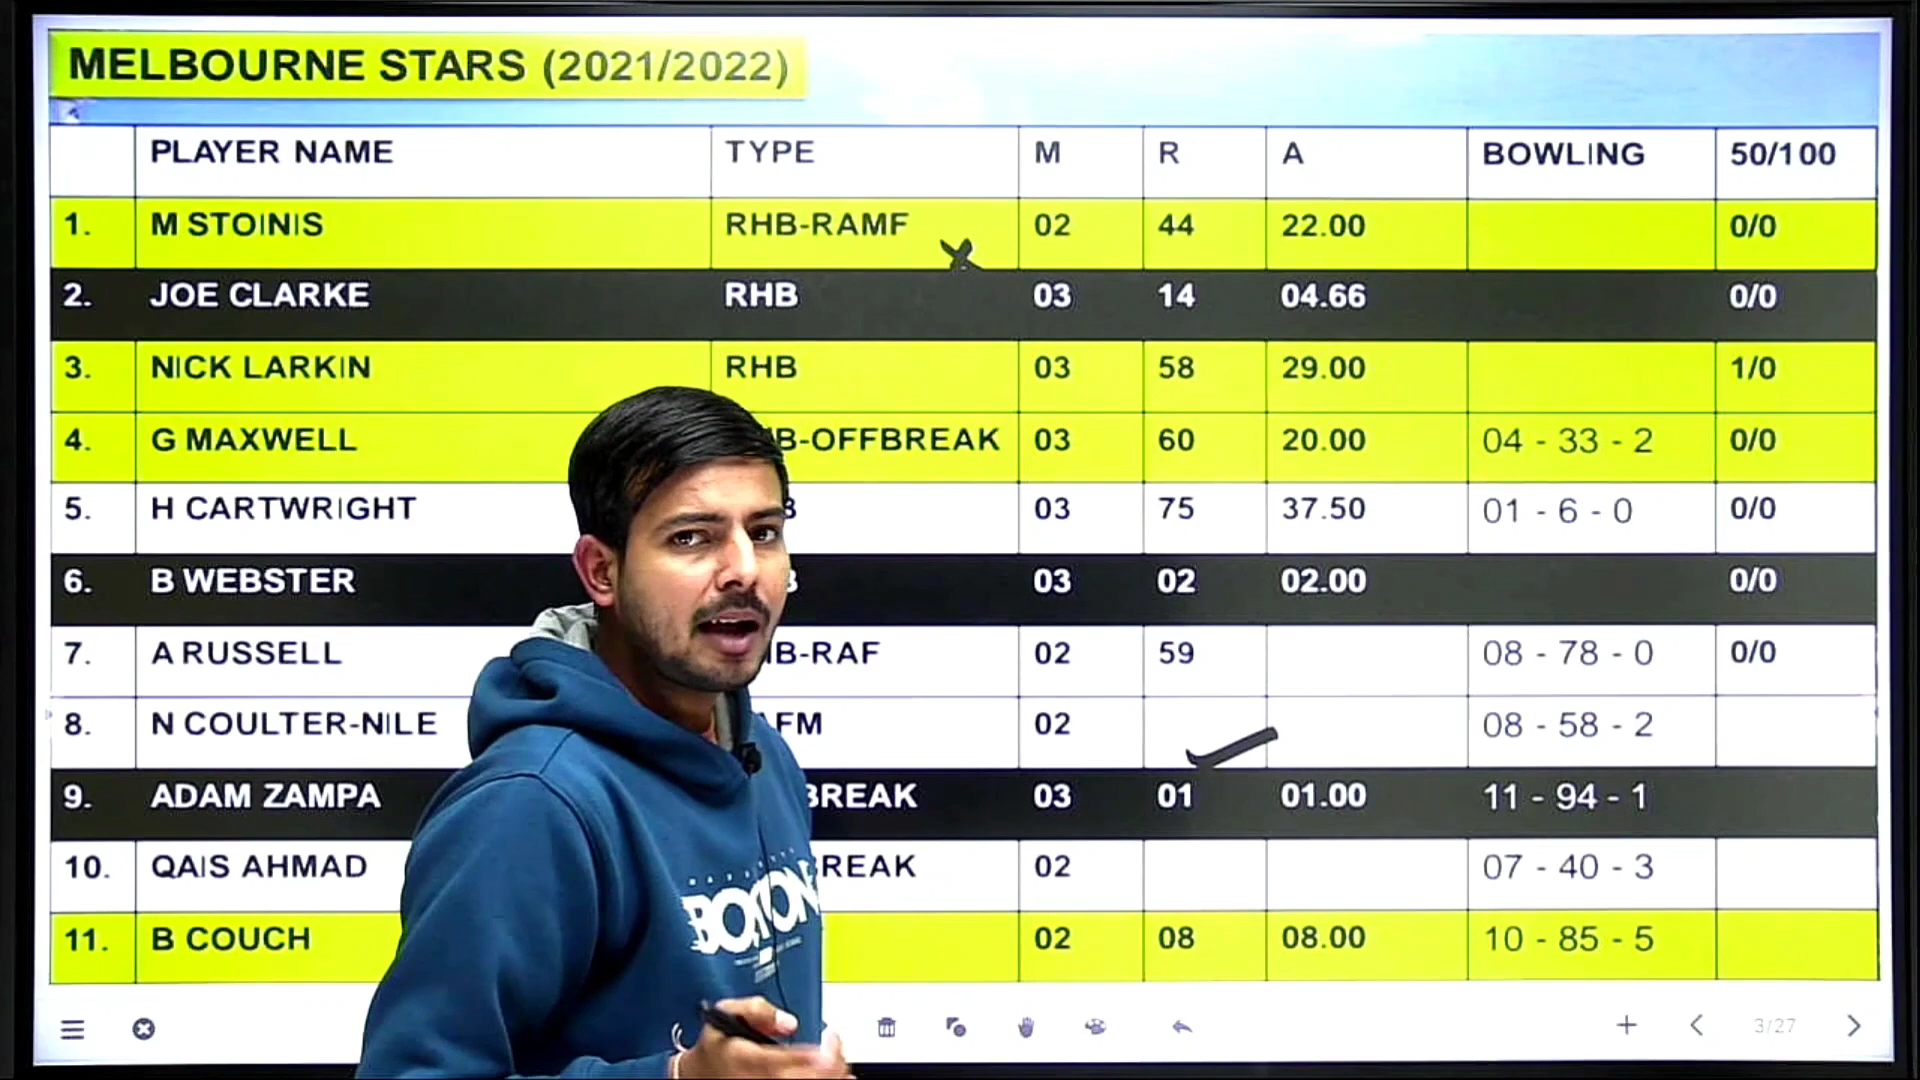 MELBOURNE STARS (2021/2022)
PLAYER NAME TYPE M R A BOWLING 50/100
1. M STOINIS RHB-RAMF 02 44 22.00 0/0
2. JOE CLARKE RHB 03 14 04.66 0/0
3. NICK LARKIN RHB 03 58 29.00 1/0
4. G MAXWELL B-OFFBREAK 03 60 20.00 04 - 33 - 2 0/0
5. H CARTWRIGHT B 03 75 37.50 01 - 6 - 0 0/0
6. B WEBSTER 03 02 02.00 0/0
7. A RUSSELL B-RAF 02 59 08 - 78 - 0 0/0
8. N COULTER-NILE FM 02 08 - 58 - 2
9. ADAM ZAMPA BREAK 03 01 01.00 11 - 94 - 1
10. QAIS AHMAD BREAK 02 07 - 40 - 3
11. B COUCH 02 08 08.00 10 - 85 - 5
BOSTON
3/27